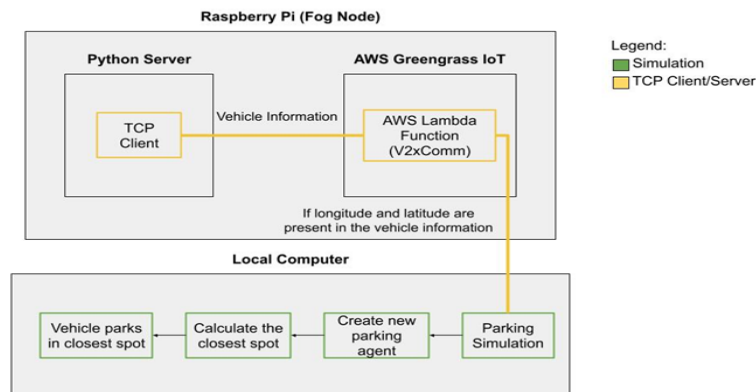 Raspberry Pi (Fog Node)
Python Server
AWS Greengrass IoT
Legend:
Simulation
TCP Client/Server
TCP
Client
Vehicle Information
AWS Lambda
Function
(V2xComm)
If longitude and latitude are
present in the vehicle information
Local Computer
Vehicle parks
in closest spot
Calculate the
closest spot
Create new
parking
agent
Parking
Simulation